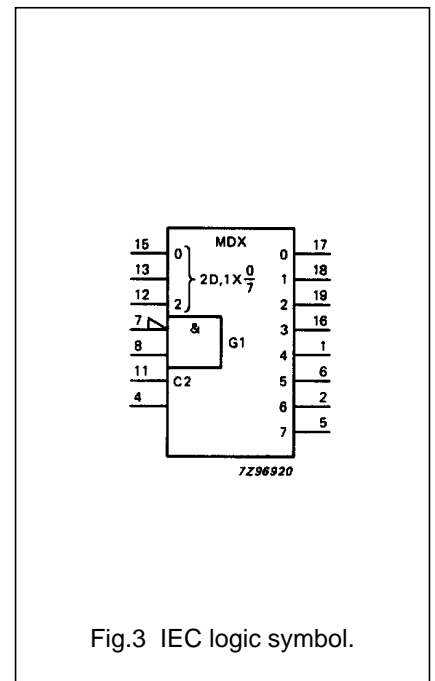 MDX
15 0 0 17
13 2D,1X 0/7 1 18
12 2 2 19
7 & 3 16
8 G1 4 1
11 C2 5 6
4 6 2
7 5
7Z96920
Fig.3 IEC logic symbol.